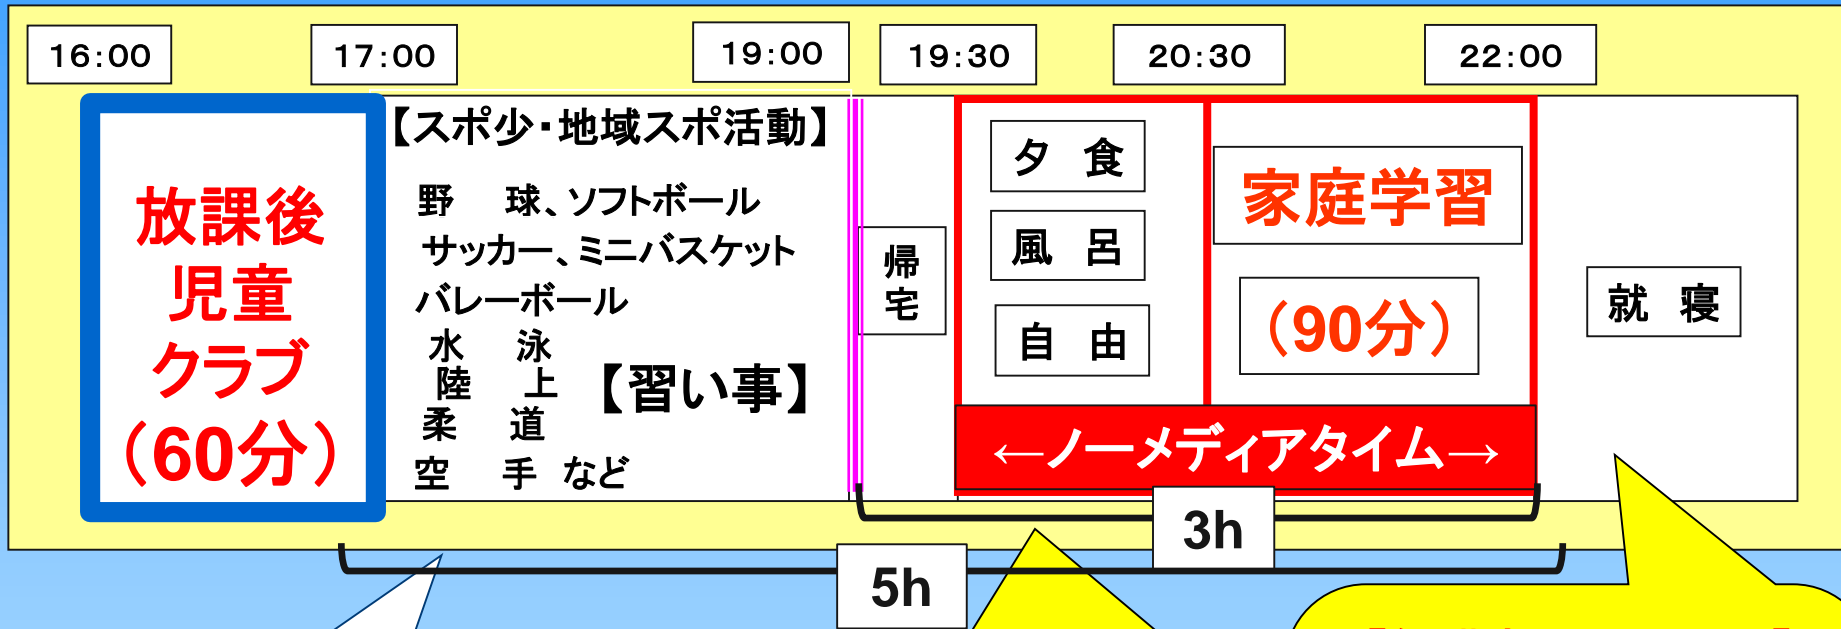 16:00
17:00
19:00
19:30
20:30
22:00
放課後
児童
クラブ
(60分)
【スポ少・地域スポ活動】
野　球、ソフトボール
サッカー、ミニバスケット
バレーボール
水　泳
陸　上
柔　道
空　手 など
【習い事】
帰
宅
夕　食
風　呂
自　由
家庭学習
(90分)
←ノーメディアタイム→
就　寝
3h
5h